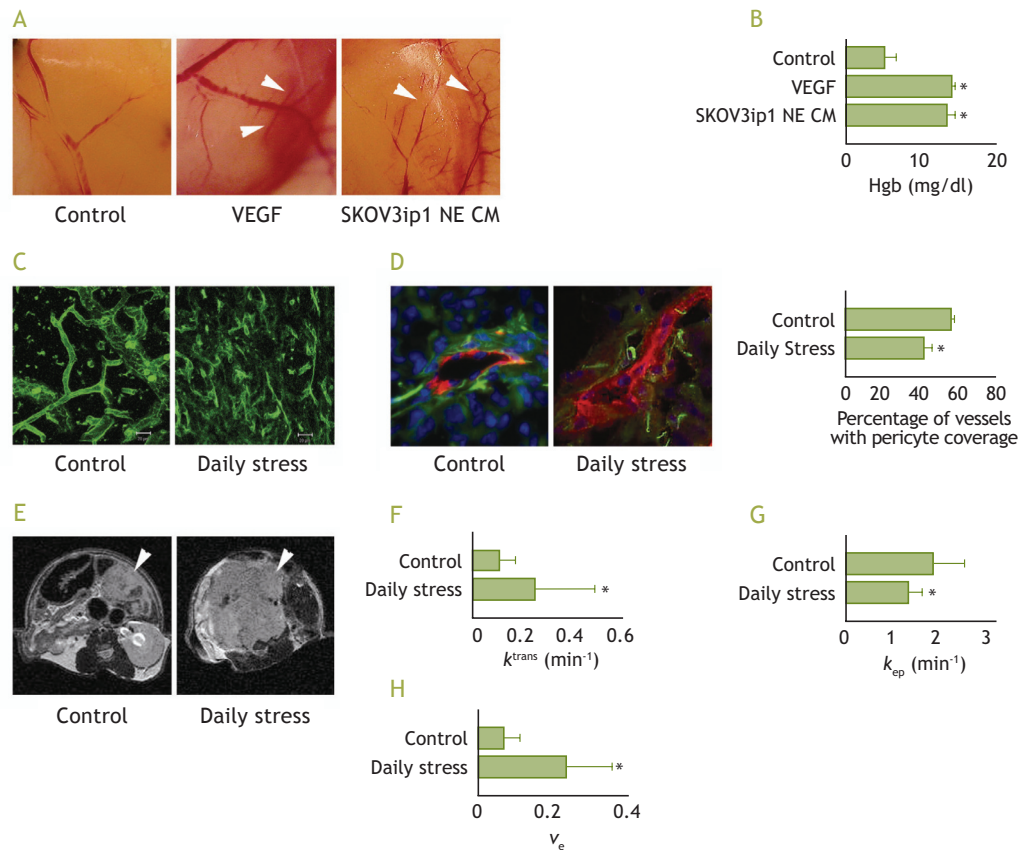 A
Control
VEGF
SKOV3ip1 NE CM
B
Control
VEGF
SKOV3ip1 NE CM
*
*
0 10 20
Hgb (mg/dl)
C
Control
Daily stress
D
Control
Daily stress
Control
Daily Stress
*
0 20 40 60 80
Percentage of vessels
with pericyte coverage
E
Control
Daily stress
F
Control
Daily stress
*
0 0.2 0.4 0.6
k^trans (min⁻¹)
G
Control
Daily stress
*
0 1 2 3
k_ep (min⁻¹)
H
Control
Daily stress
*
0 0.2 0.4
v_e